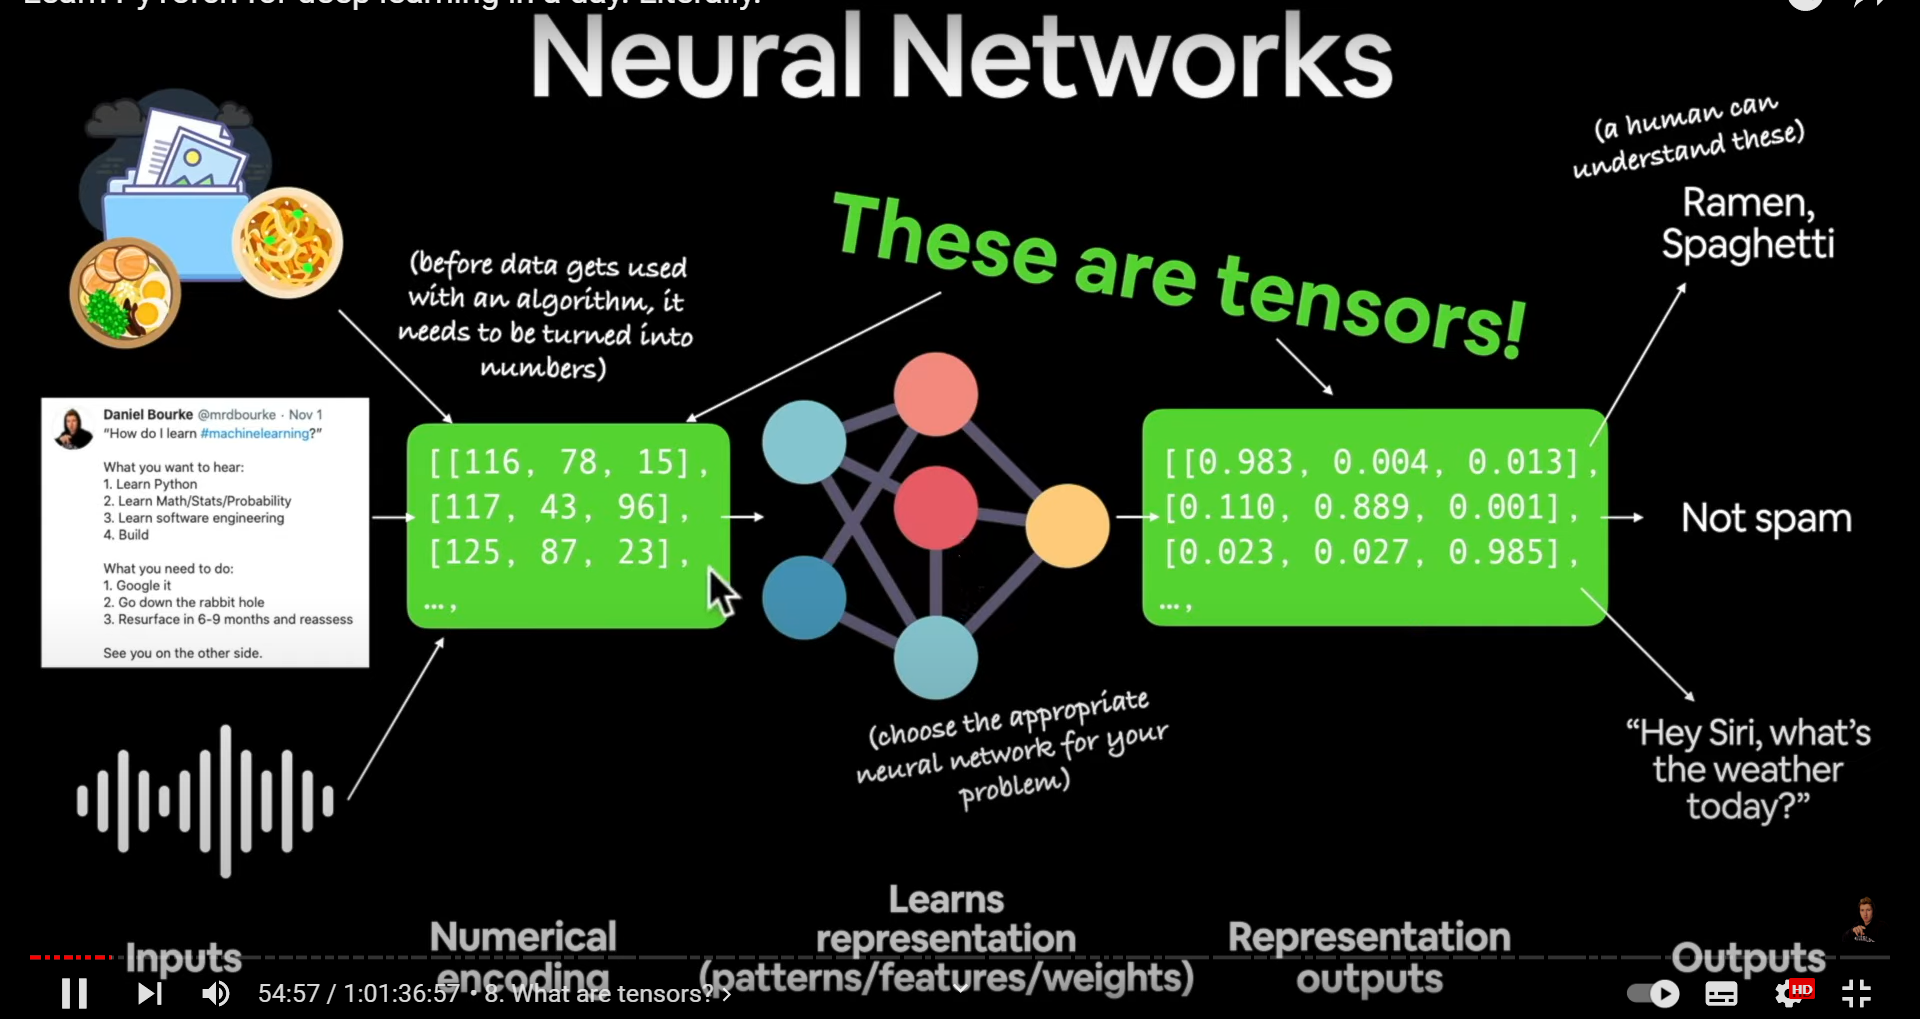 Learn PyTorch for deep learning in a day. Literally.
Neural Networks
(a human can
understand these)
Ramen,
Spaghetti
These are tensors!
(before data gets used
with an algorithm, it
needs to be turned into
numbers)
Daniel Bourke @mrdbourke · Nov 1
“How do I learn #machinelearning?”
What you want to hear:
1. Learn Python
2. Learn Math/Stats/Probability
3. Learn software engineering
4. Build
What you need to do:
1. Google it
2. Go down the rabbit hole
3. Resurface in 6-9 months and reassess
See you on the other side.
[[116, 78, 15],
[117, 43, 96],
[125, 87, 23],
…,
[[0.983, 0.004, 0.013],
[0.110, 0.889, 0.001],
[0.023, 0.027, 0.985],
…,
Not spam
(choose the appropriate
neural network for your
problem)
“Hey Siri, what’s
the weather
today?”
Inputs
Numerical
encoding
Learns
representation
(patterns/features/weights)
Representation
outputs
Outputs
54:57 / 1:01:36:57 • 8. What are tensors? >
HD